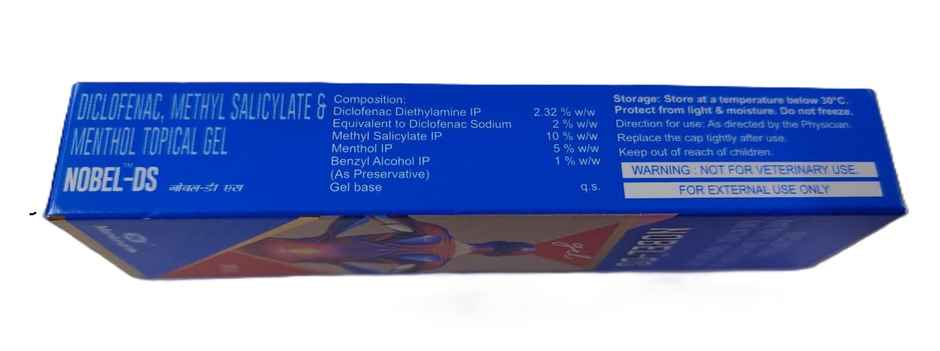 DICLOFENAC, METHYL SALICYLATE &
MENTHOL TOPICAL GEL
NOBEL-DS™ नोबल-डी एस
Composition:
Diclofenac Diethylamine IP 2.32 % w/w
Equivalent to Diclofenac Sodium 2 % w/w
Methyl Salicylate IP 10 % w/w
Menthol IP 5 % w/w
Benzyl Alcohol IP 1 % w/w
(As Preservative)
Gel base q.s.
Storage: Store at a temperature below 30°C.
Protect from light & moisture. Do not freeze.
Direction for use: As directed by the Physician.
Replace the cap tightly after use.
Keep out of reach of children.
WARNING : NOT FOR VETERINARY USE.
FOR EXTERNAL USE ONLY
gel
NOBEL-DS